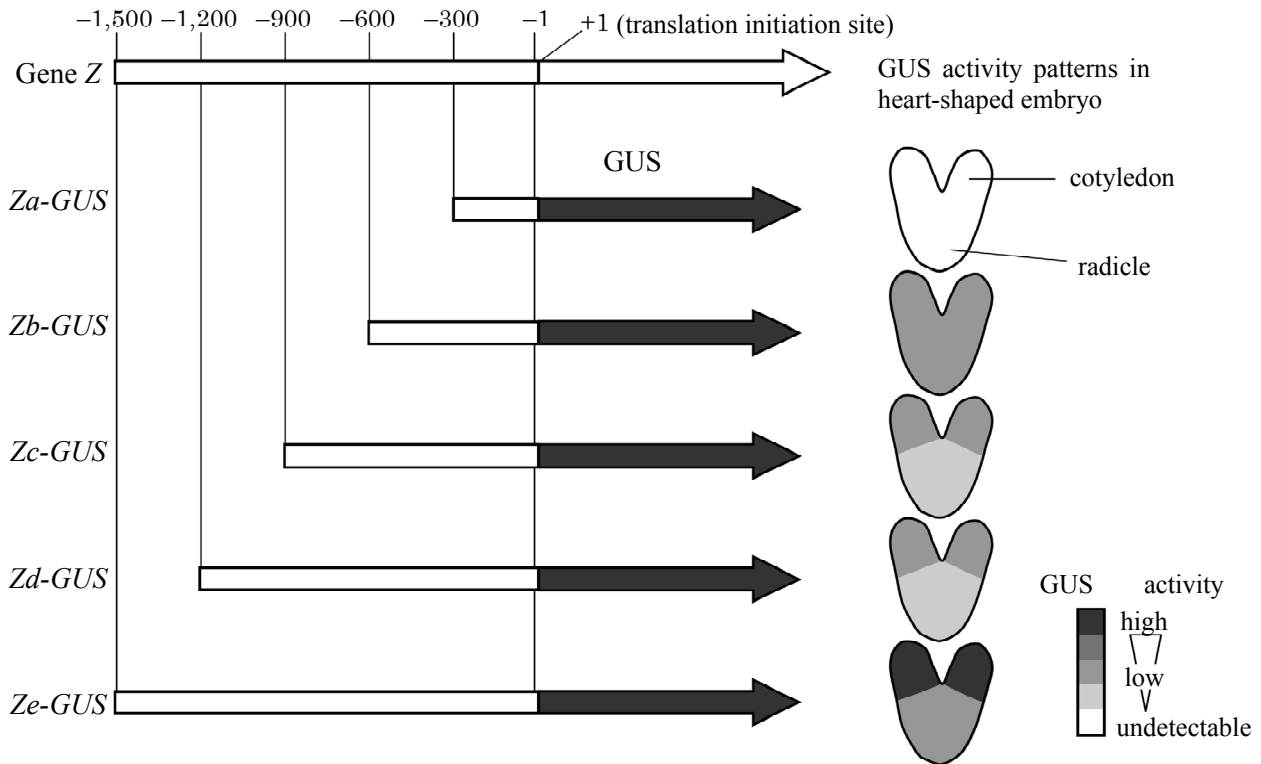 −1,500 −1,200 −900 −600 −300 −1 +1 (translation initiation site)
Gene Z
GUS activity patterns in
heart-shaped embryo
GUS
Za-GUS
cotyledon
radicle
Zb-GUS
Zc-GUS
Zd-GUS
GUS activity
high
low
undetectable
Ze-GUS